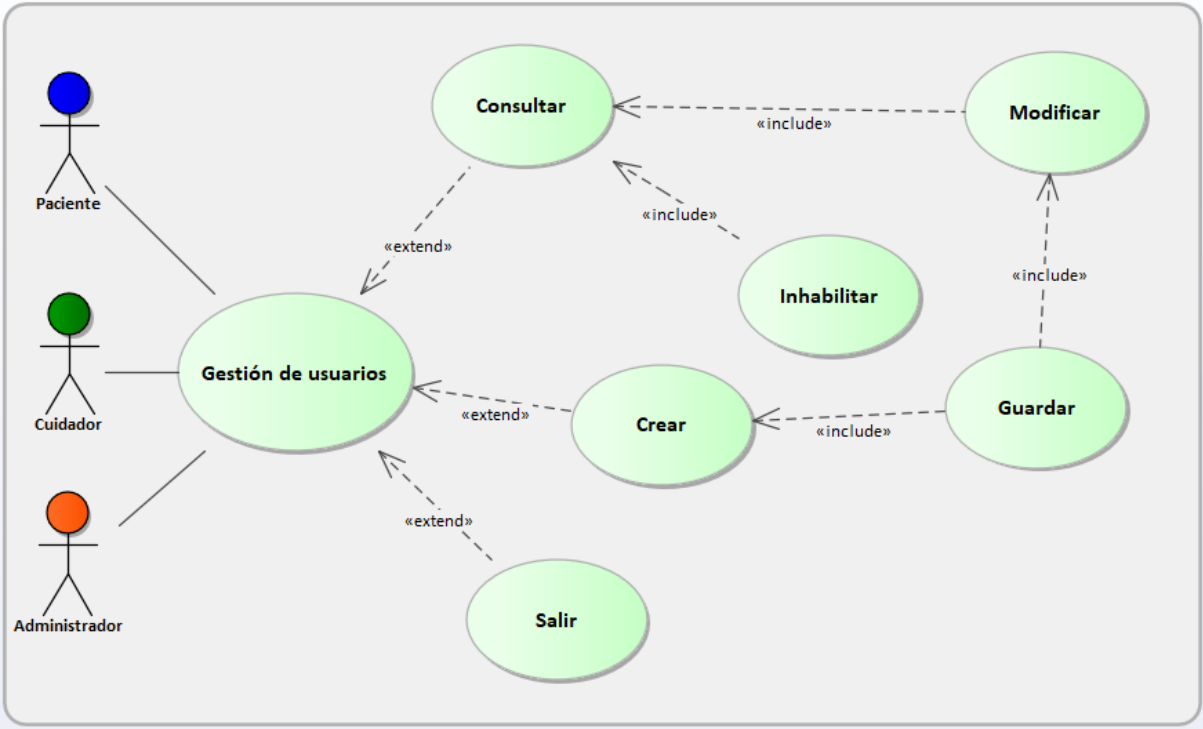 Consultar
Modificar
«include»
Paciente
«include»
«extend»
«include»
Inhabilitar
Gestión de usuarios
Guardar
«extend»
Crear
Cuidador
«include»
«extend»
Salir
Administrador